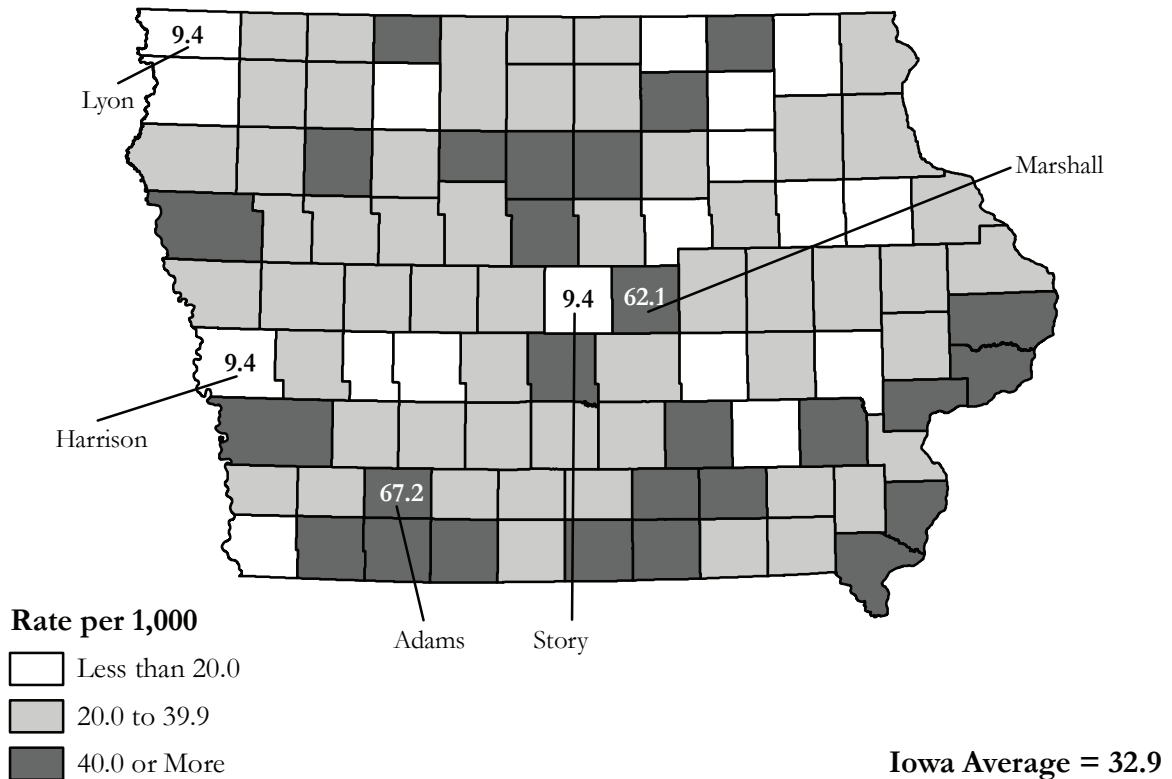 9.4
Lyon
Marshall
9.4
62.1
9.4
Harrison
67.2
Rate per 1,000
Adams
Story
Less than 20.0
20.0 to 39.9
40.0 or More
Iowa Average = 32.9